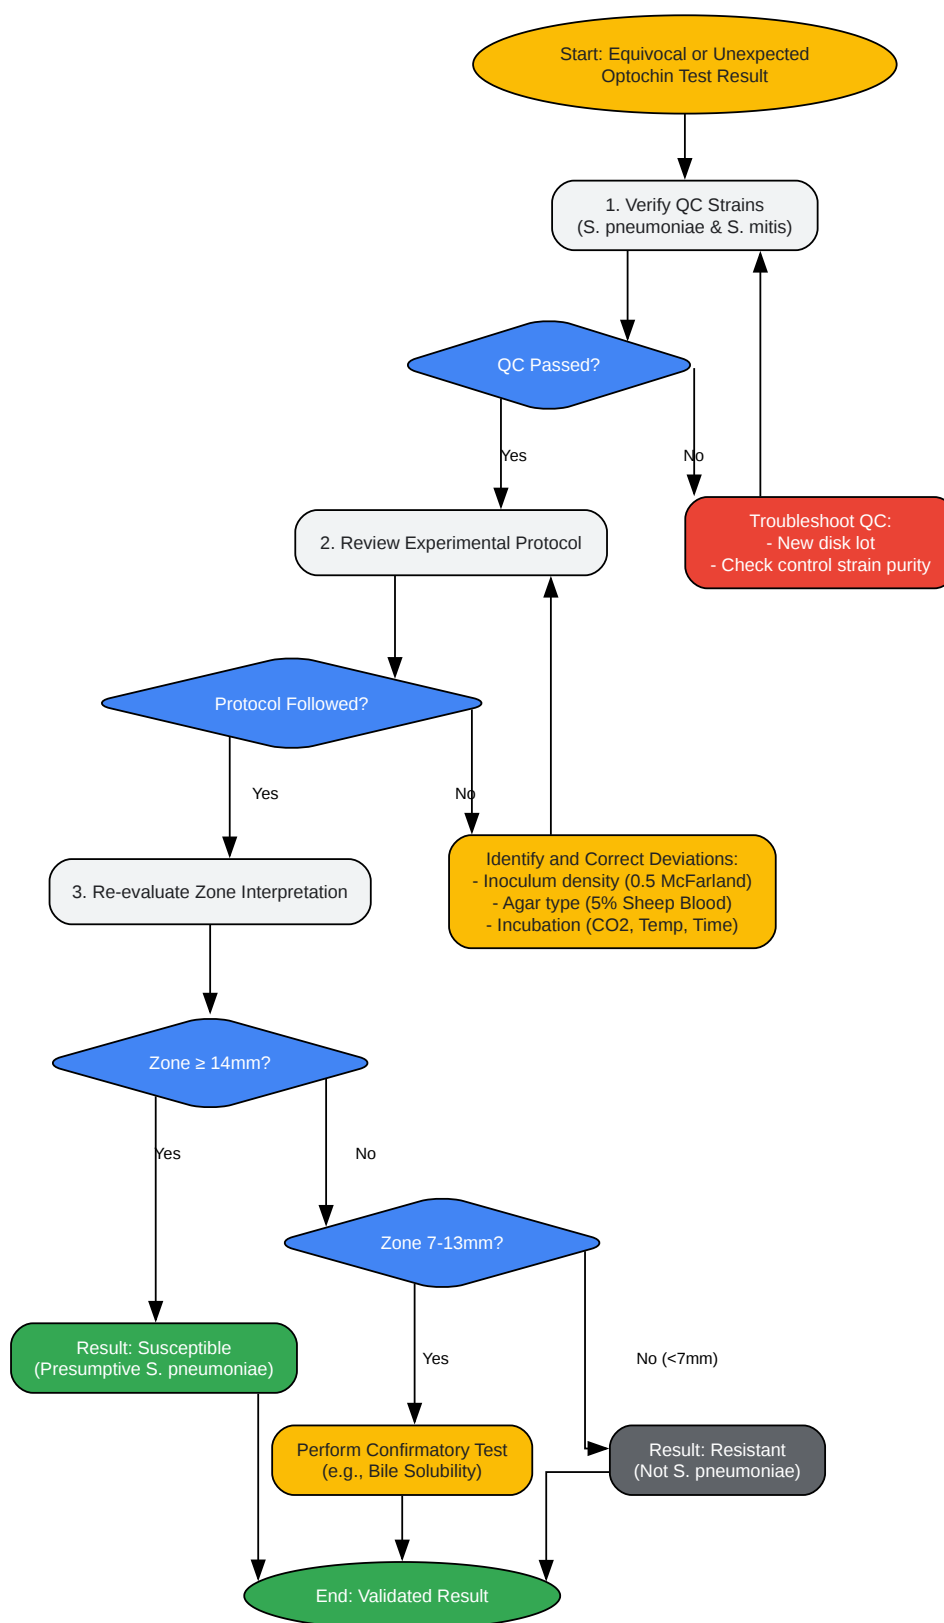 Start: Equivocal or Unexpected
Optochin Test Result
1. Verify QC Strains
(S. pneumoniae & S. mitis)
QC Passed?
Yes
No
Troubleshoot QC:
- New disk lot
- Check control strain purity
2. Review Experimental Protocol
Protocol Followed?
Yes
No
Identify and Correct Deviations:
- Inoculum density (0.5 McFarland)
- Agar type (5% Sheep Blood)
- Incubation (CO2, Temp, Time)
3. Re-evaluate Zone Interpretation
Zone ≥ 14mm?
Yes
No
Zone 7-13mm?
Result: Susceptible
(Presumptive S. pneumoniae)
Yes
No (<7mm)
Perform Confirmatory Test
(e.g., Bile Solubility)
Result: Resistant
(Not S. pneumoniae)
End: Validated Result